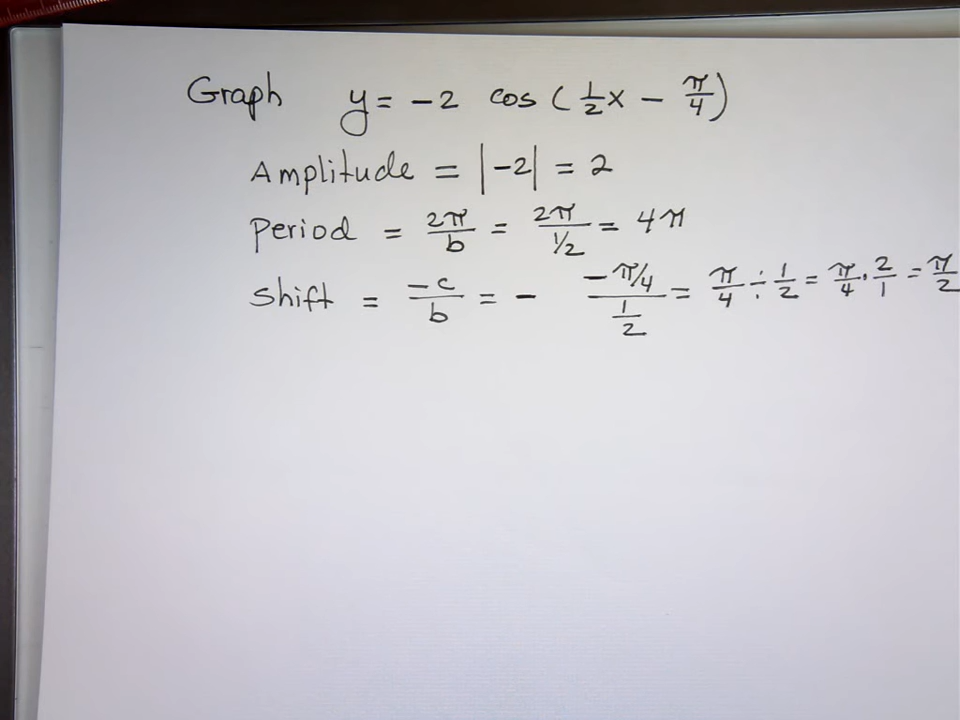 Graph y = -2 cos ( 1/2 x - π/4 )
Amplitude = |-2| = 2
Period = 2π/b = 2π/1/2 = 4π
Shift = -c/b = - -π/4/1/2 = π/4 ÷ 1/2 = π/4 · 2/1 = π/2